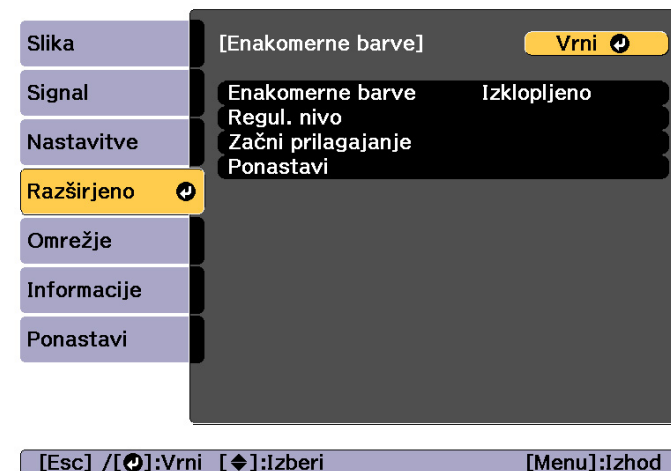 Slika
Signal
Nastavitve
Razširjeno
Omrežje
Informacije
Ponastavi
[Enakomerne barve] Vrni
Enakomerne barve Izklopljeno
Regul. nivo
Začni prilagajanje
Ponastavi
[Esc] /[↲]:Vrni [◆]:Izberi [Menu]:Izhod